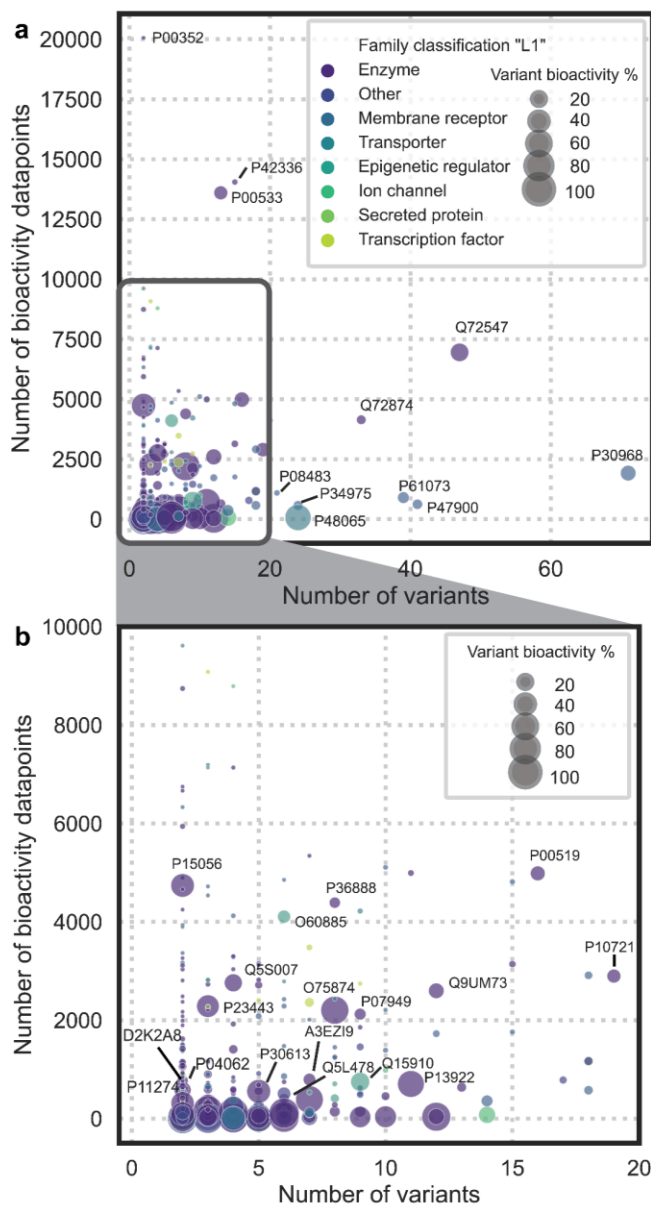 a
Number of bioactivity datapoints
20000
17500
15000
12500
10000
7500
5000
2500
0
P00352
P42336
P00533
Family classification "L1"
Enzyme
Other
Membrane receptor
Transporter
Epigenetic regulator
Ion channel
Secreted protein
Transcription factor
Variant bioactivity %
20
40
60
80
100
Q72547
Q72874
P30968
P08483
P61073
P34975
P47900
P48065
0
20
40
60
Number of variants
b
Number of bioactivity datapoints
10000
8000
6000
4000
2000
0
Variant bioactivity %
20
40
60
80
100
P15056
P36888
P00519
O60885
P10721
Q5S007
O75874
Q9UM73
P23443
P07949
D2K2A8
A3EZI9
P04062
P30613
Q5L478
Q15910
P11274
P13922
0
5
10
15
20
Number of variants